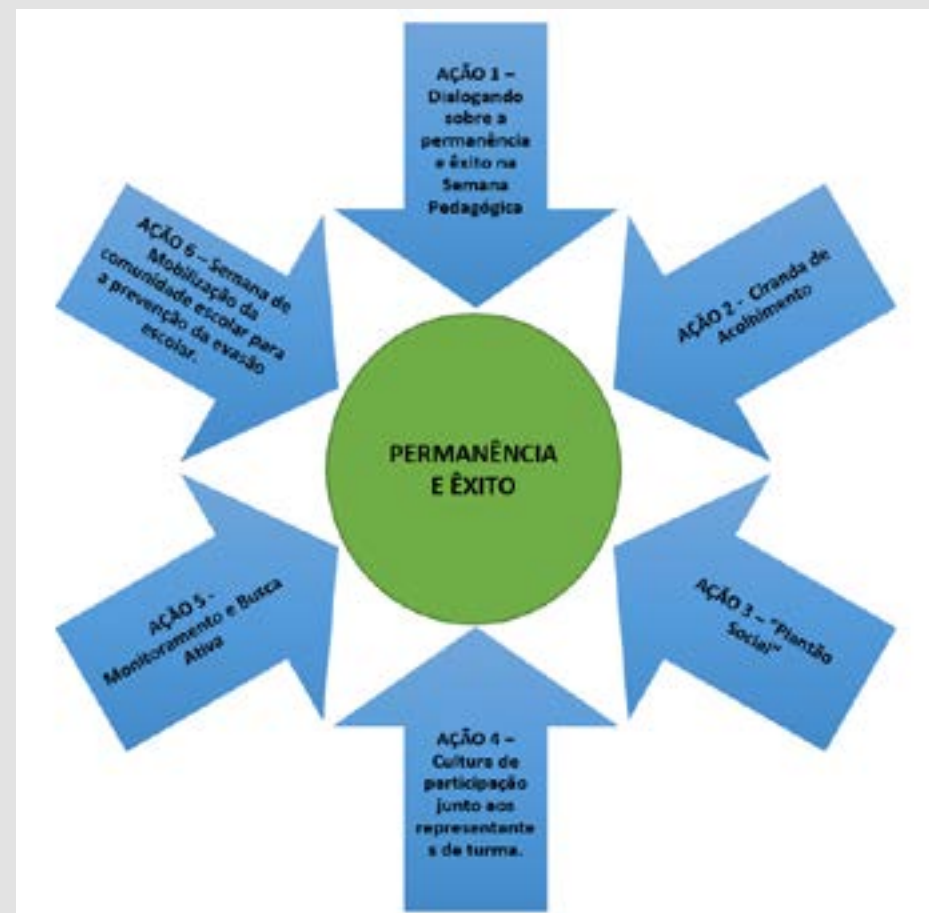 AÇÃO 1 –
Dialogando
sobre a
permanência
e êxito na
Semana
Pedagógica
AÇÃO 2 - Ciranda de
Acolhimento
AÇÃO 3 – "Plantão
Social"
AÇÃO 4 –
Cultura de
participação
junto aos
representante
s de turma.
AÇÃO 5 -
Monitoramento e Busca
Ativa
AÇÃO 6 – Semana de
Mobilização da
comunidade escolar para
a prevenção da evasão
escolar.
PERMANÊNCIA
E ÊXITO